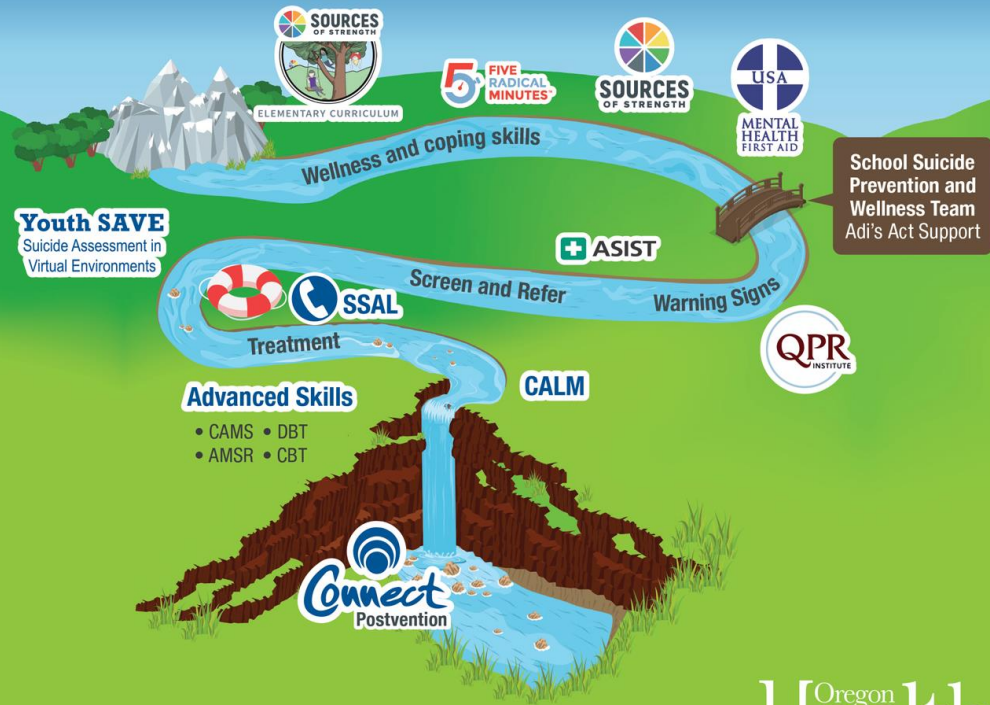 SOURCES
OF STRENGTH
ELEMENTARY CURRICULUM
5 FIVE
RADICAL
MINUTES™
SOURCES
OF STRENGTH
USA
MENTAL
HEALTH
FIRST AID
Wellness and coping skills
School Suicide
Prevention and
Wellness Team
Adi's Act Support
Youth SAVE
Suicide Assessment in
Virtual Environments
ASIST
Screen and Refer
Warning Signs
SSAL
QPR
INSTITUTE
Treatment
CALM
Advanced Skills
• CAMS • DBT
• AMSR • CBT
Connect
Postvention
Oregon